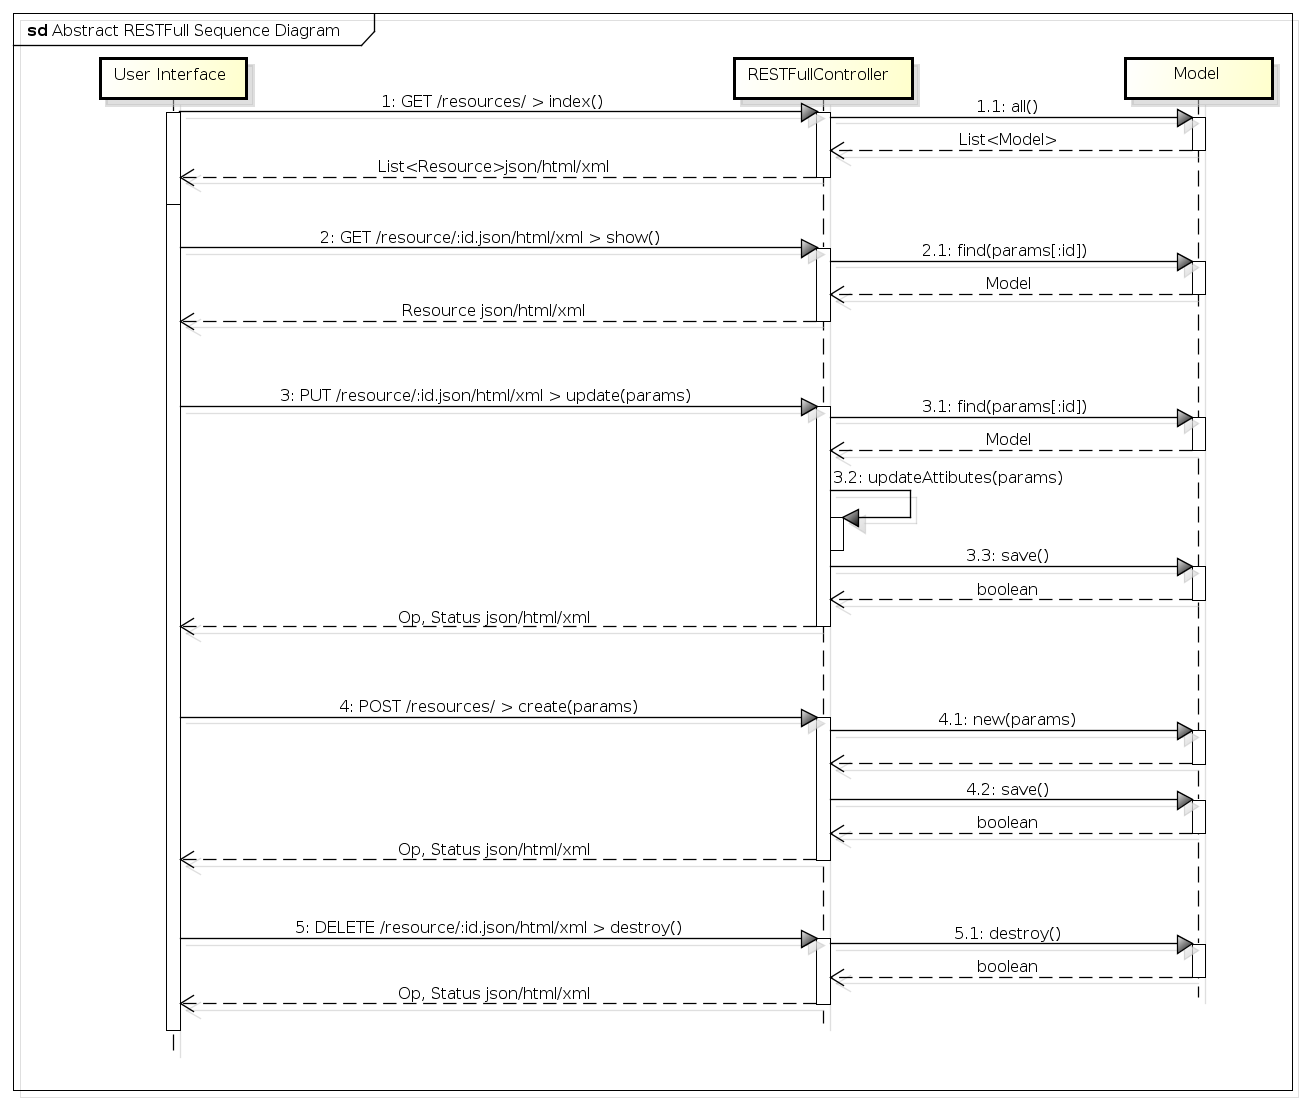 sd Abstract RESTFull Sequence Diagram
User Interface
RESTFullController
Model
1: GET /resources/ > index()
1.1: all()
List<Model>
List<Resource>json/html/xml
2: GET /resource/:id.json/html/xml > show()
2.1: find(params[:id])
Model
Resource json/html/xml
3: PUT /resource/:id.json/html/xml > update(params)
3.1: find(params[:id])
Model
3.2: updateAttibutes(params)
3.3: save()
boolean
Op, Status json/html/xml
4: POST /resources/ > create(params)
4.1: new(params)
4.2: save()
boolean
Op, Status json/html/xml
5: DELETE /resource/:id.json/html/xml > destroy()
5.1: destroy()
boolean
Op, Status json/html/xml